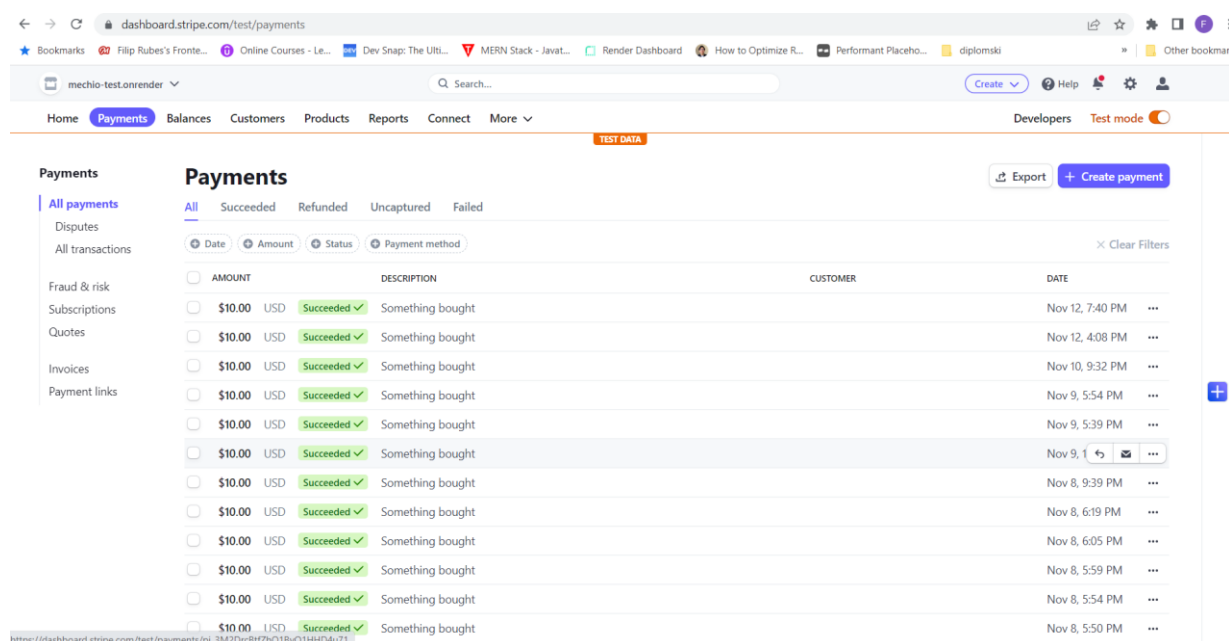 dashboard.stripe.com/test/payments
F
Bookmarks Filip Rubes's Fronte... Online Courses - Le... DEV Dev Snap: The Ulti... MERN Stack - Javat... Render Dashboard How to Optimize R... Performant Placeho... diplomski » Other bookmar
mechio-test.onrender Search... Create Help
Home Payments Balances Customers Products Reports Connect More Developers Test mode
TEST DATA
Payments
All payments
Disputes
All transactions
Fraud & risk
Subscriptions
Quotes
Invoices
Payment links
Payments
Export + Create payment
All Succeeded Refunded Uncaptured Failed
Date Amount Status Payment method Clear Filters
AMOUNT DESCRIPTION CUSTOMER DATE
$10.00 USD Succeeded Something bought Nov 12, 7:40 PM
$10.00 USD Succeeded Something bought Nov 12, 4:08 PM
$10.00 USD Succeeded Something bought Nov 10, 9:32 PM
$10.00 USD Succeeded Something bought Nov 9, 5:54 PM
$10.00 USD Succeeded Something bought Nov 9, 5:39 PM
$10.00 USD Succeeded Something bought Nov 9, 1
$10.00 USD Succeeded Something bought Nov 8, 9:39 PM
$10.00 USD Succeeded Something bought Nov 8, 6:19 PM
$10.00 USD Succeeded Something bought Nov 8, 6:05 PM
$10.00 USD Succeeded Something bought Nov 8, 5:59 PM
$10.00 USD Succeeded Something bought Nov 8, 5:54 PM
$10.00 USD Succeeded Something bought Nov 8, 5:50 PM